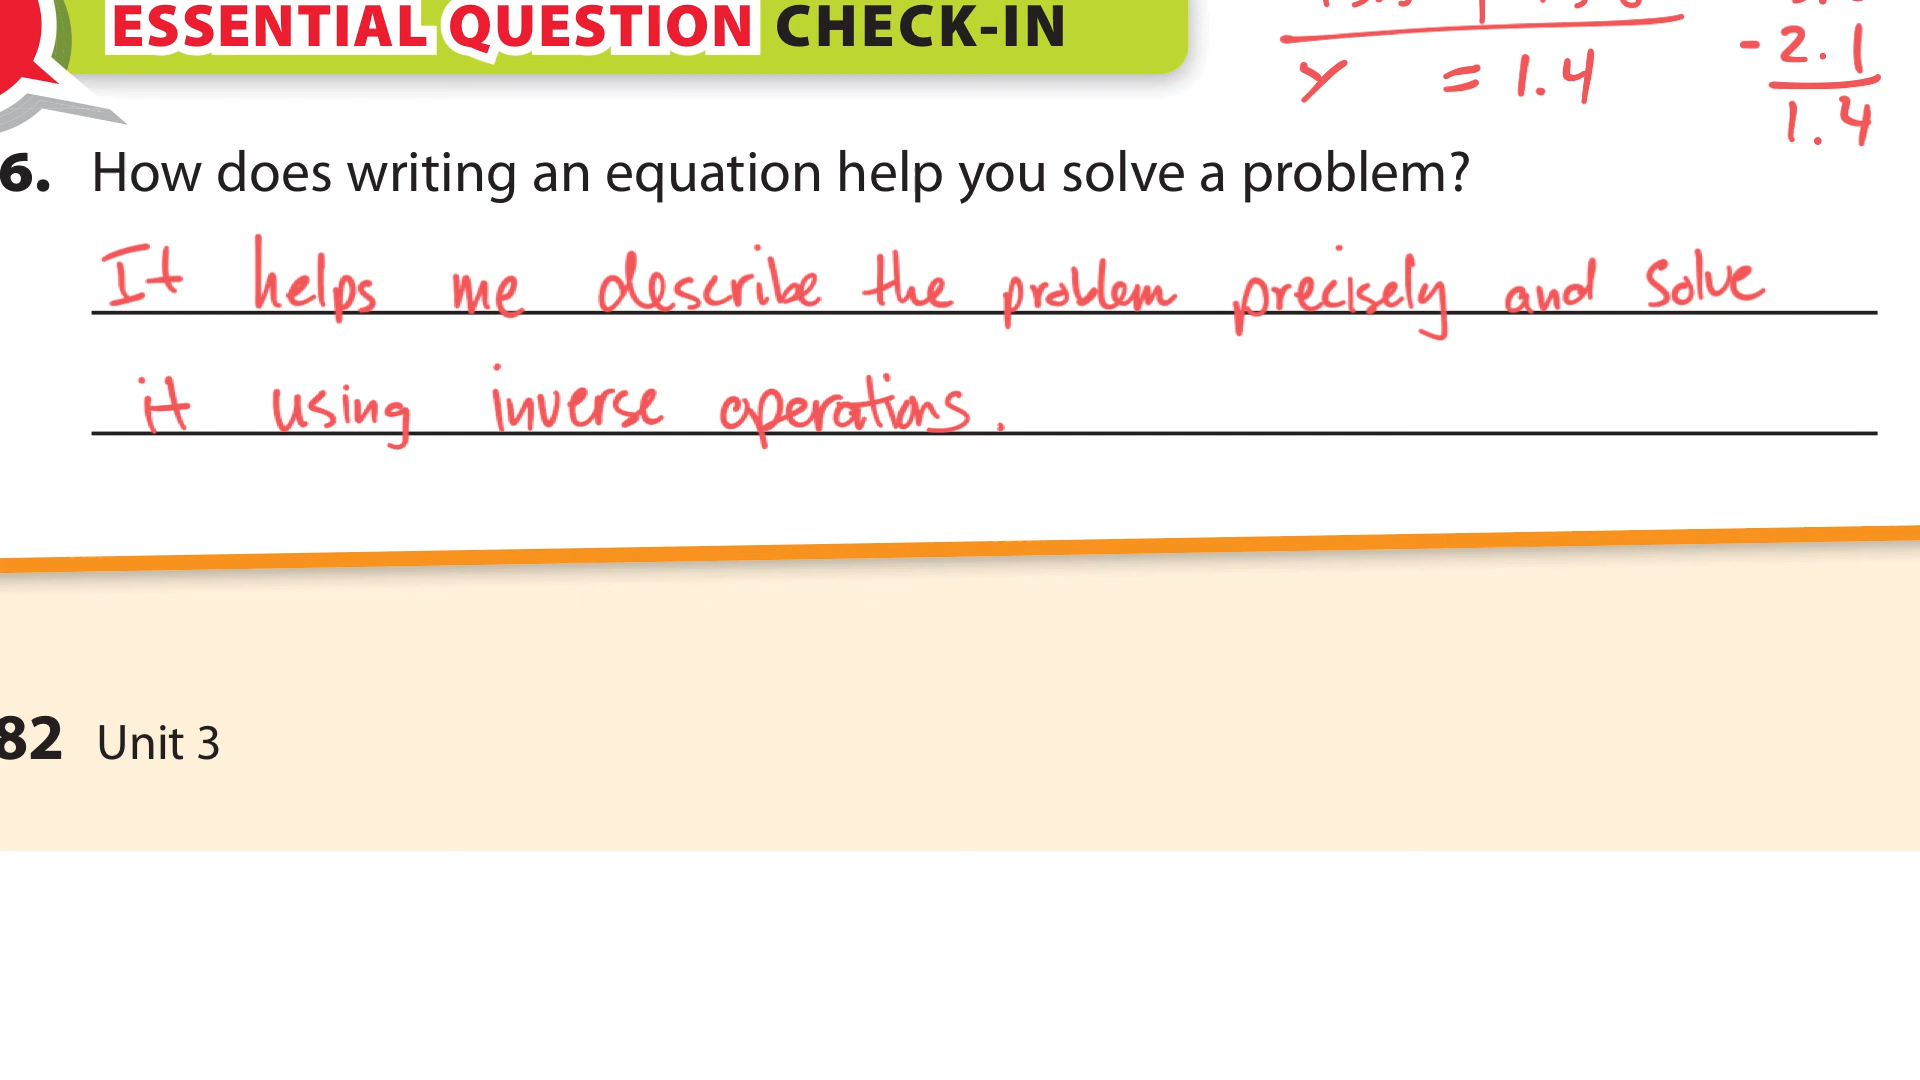 ESSENTIAL QUESTION CHECK-IN
y = 1.4
- 2.1
1.4
6. How does writing an equation help you solve a problem?
It helps me describe the problem precisely and solve
it using inverse operations.
82 Unit 3